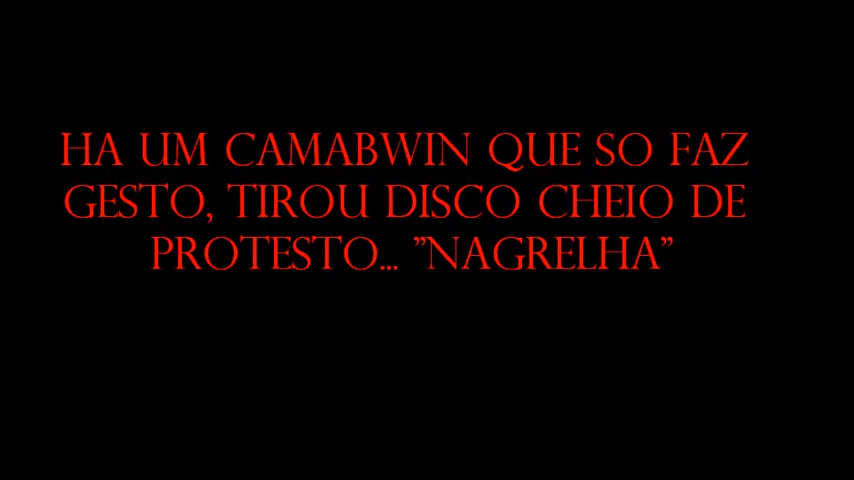 HA UM CAMABWIN QUE SO FAZ
GESTO, TIROU DISCO CHEIO DE
PROTESTO... "NAGRELHA"